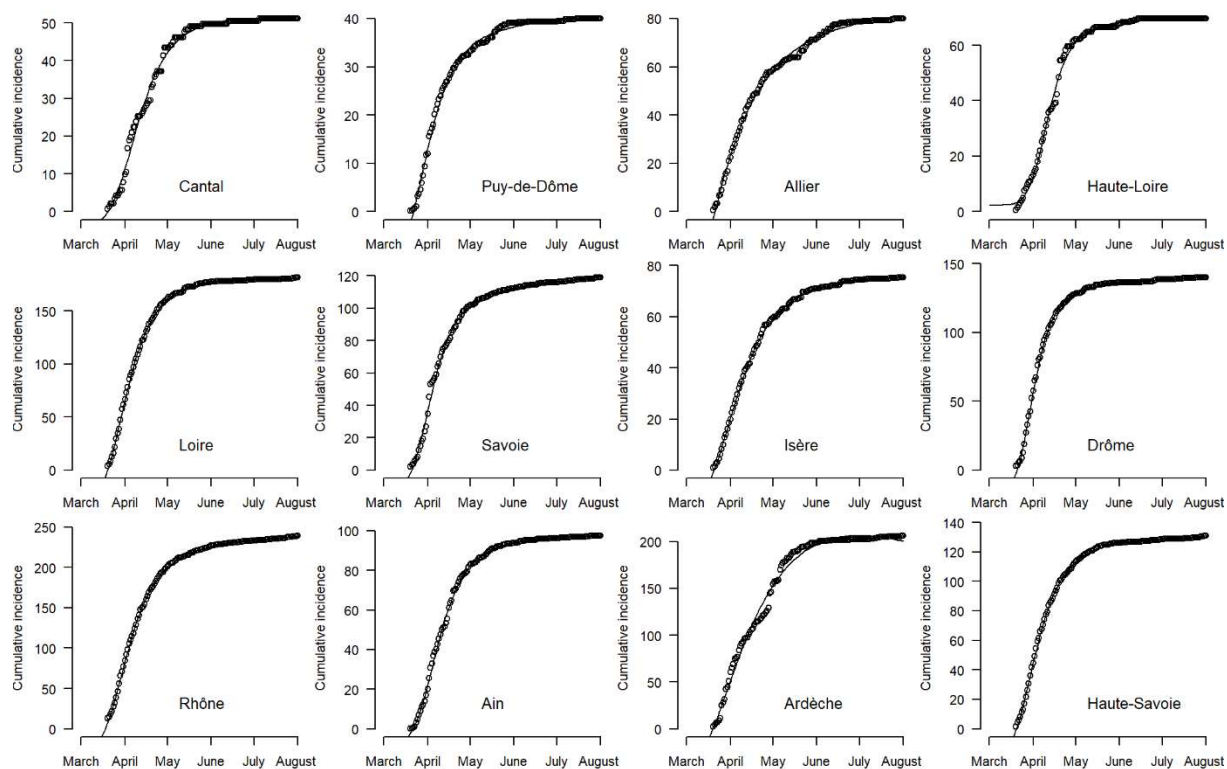 Cumulative incidence
50
40
30
20
10
0
Cantal
March April May June July August
Cumulative incidence
40
30
20
10
0
Puy-de-Dôme
March April May June July August
Cumulative incidence
80
60
40
20
0
Allier
March April May June July August
Cumulative incidence
60
40
20
0
Haute-Loire
March April May June July August
Cumulative incidence
150
100
50
0
Loire
March April May June July August
Cumulative incidence
120
100
80
60
40
20
0
Savoie
March April May June July August
Cumulative incidence
80
60
40
20
0
Isère
March April May June July August
Cumulative incidence
150
100
50
0
Drôme
March April May June July August
Cumulative incidence
250
200
150
100
50
0
Rhône
March April May June July August
Cumulative incidence
100
80
60
40
20
0
Ain
March April May June July August
Cumulative incidence
200
150
100
50
0
Ardèche
March April May June July August
Cumulative incidence
140
120
100
80
60
40
20
0
Haute-Savoie
March April May June July August